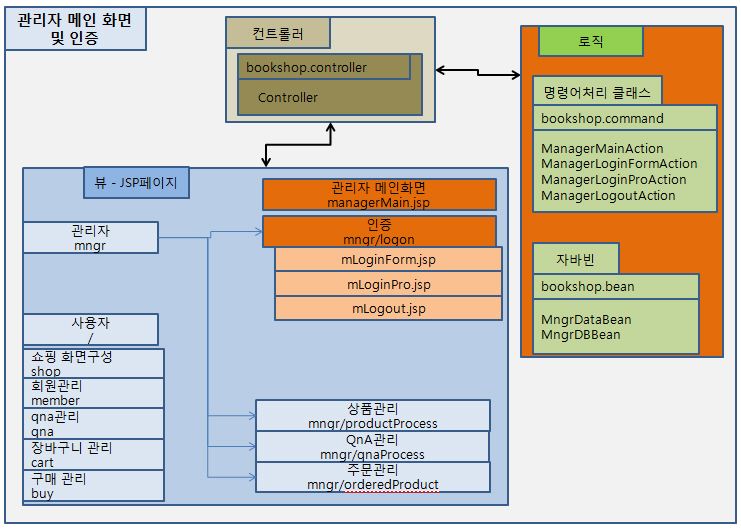 관리자 메인 화면
및 인증
컨트롤러
bookshop.controller
Controller
로직
명령어처리 클래스
bookshop.command
ManagerMainAction
ManagerLoginFormAction
ManagerLoginProAction
ManagerLogoutAction
자바빈
bookshop.bean
MngrDataBean
MngrDBBean
뷰 - JSP페이지
관리자 메인화면
managerMain.jsp
관리자
mngr
인증
mngr/logon
mLoginForm.jsp
mLoginPro.jsp
mLogout.jsp
사용자
/
쇼핑 화면구성
shop
회원관리
member
qna관리
qna
장바구니 관리
cart
구매 관리
buy
상품관리
mngr/productProcess
QnA관리
mngr/qnaProcess
주문관리
mngr/orderedProduct